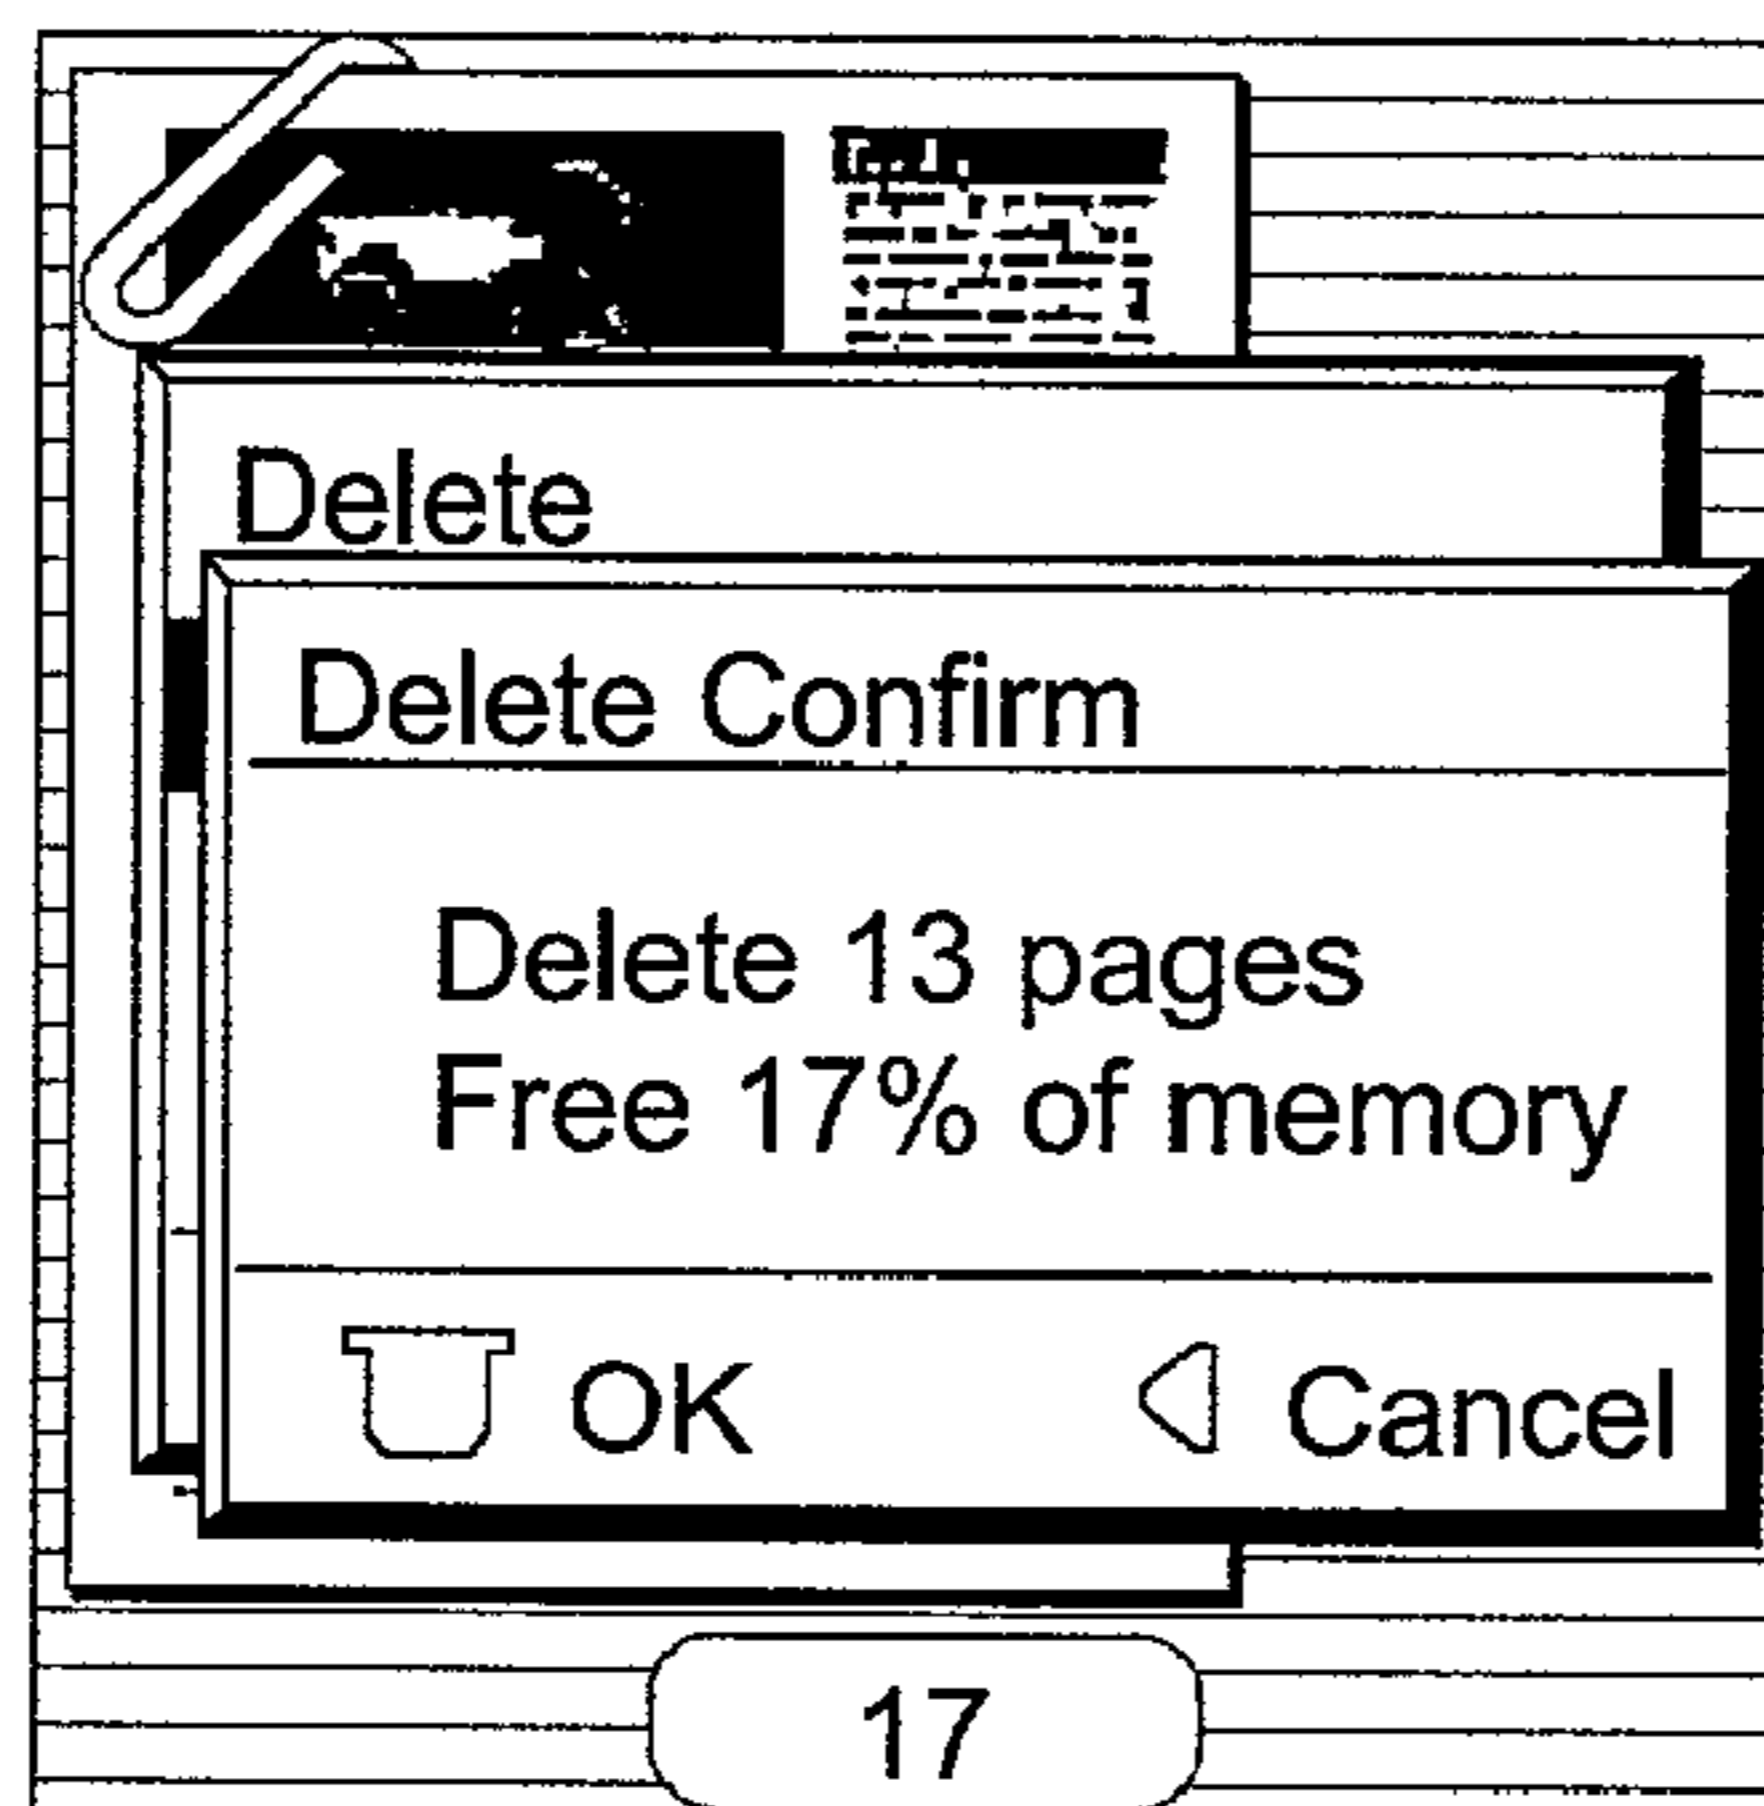 Delete
Delete Confirm
Delete 13 pages
Free 17% of memory
OK
Cancel
17